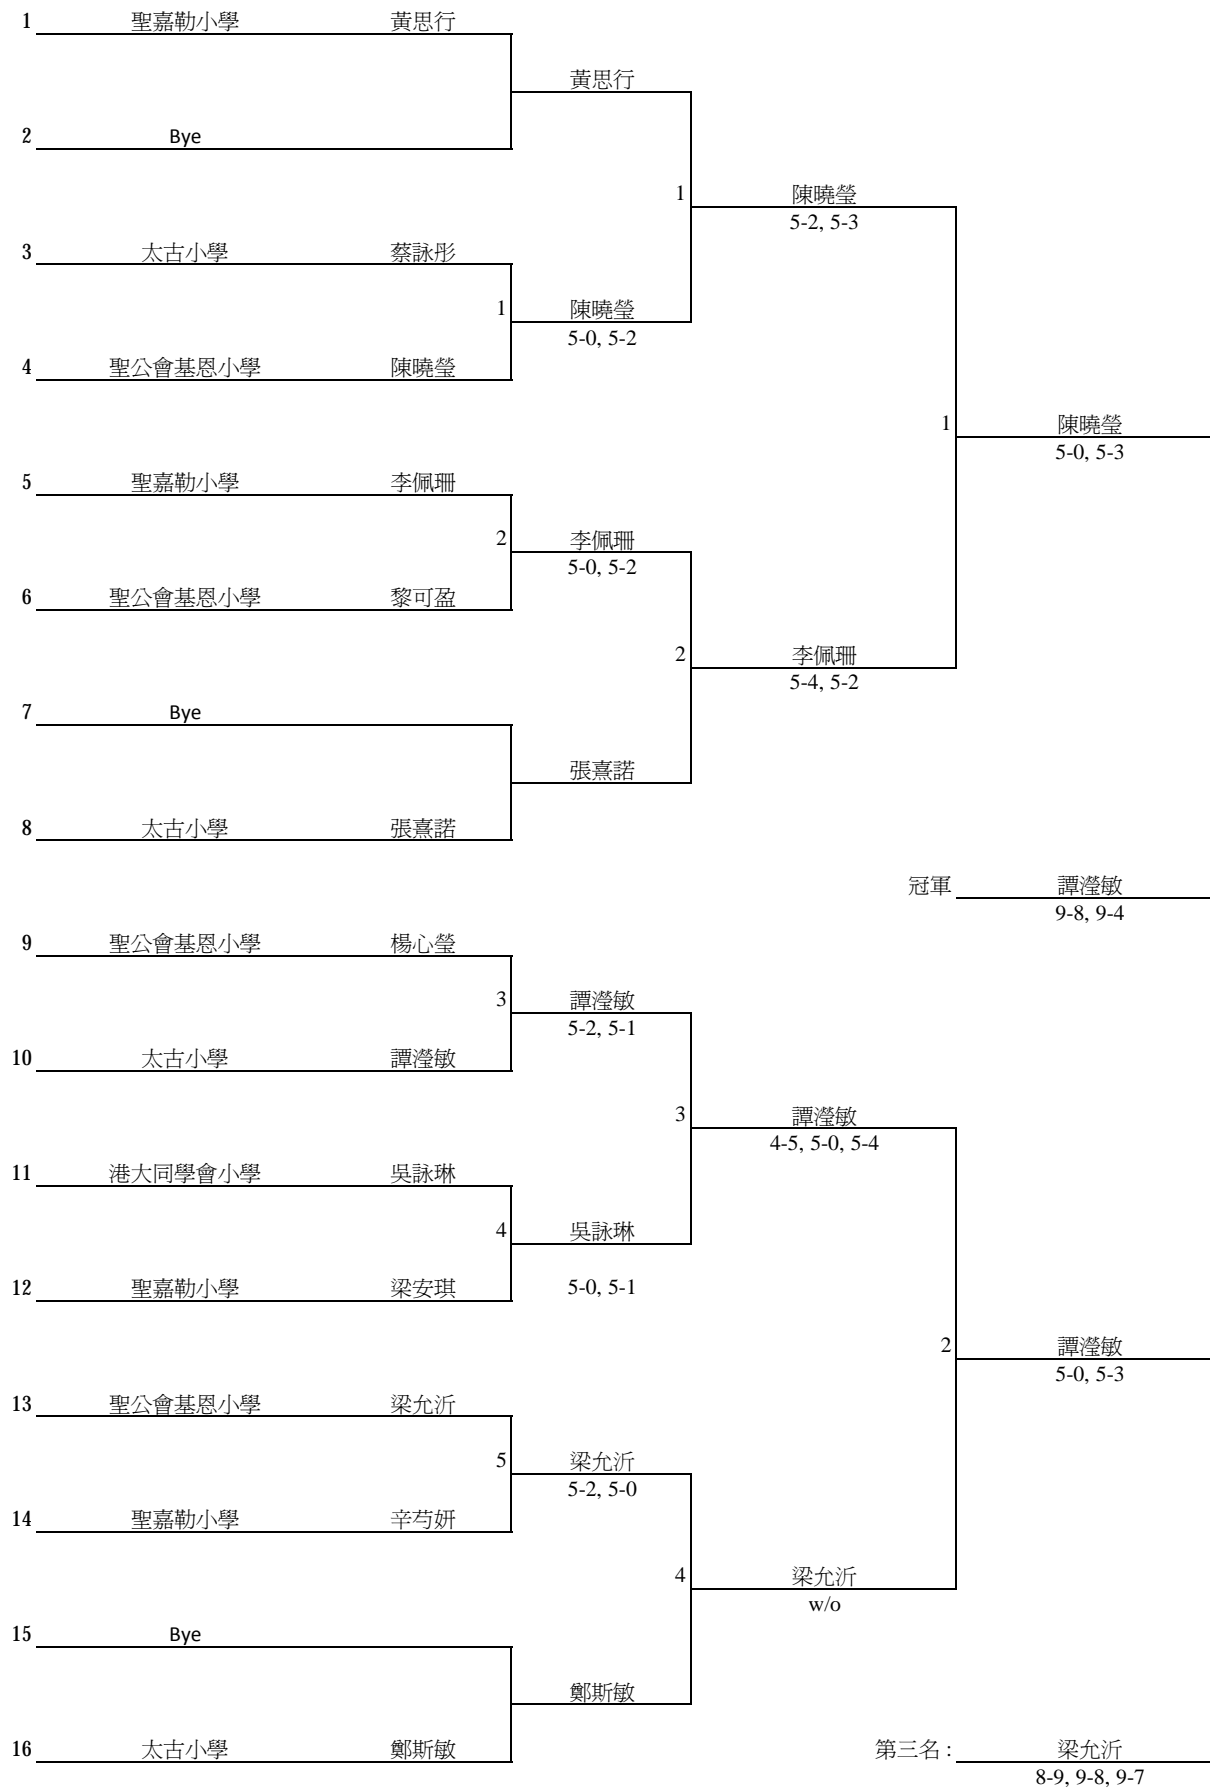 1 聖嘉勒小學 黃思行
黃思行
2 Bye
1 陳曉瑩
5-2, 5-3
3 太古小學 蔡詠彤
1 陳曉瑩
5-0, 5-2
4 聖公會基恩小學 陳曉瑩
1 陳曉瑩
5-0, 5-3
5 聖嘉勒小學 李佩珊
2 李佩珊
5-0, 5-2
6 聖公會基恩小學 黎可盈
2 李佩珊
5-4, 5-2
7 Bye
張熹諾
8 太古小學 張熹諾
冠軍 譚瀅敏
9-8, 9-4
9 聖公會基恩小學 楊心瑩
3 譚瀅敏
5-2, 5-1
10 太古小學 譚瀅敏
3 譚瀅敏
4-5, 5-0, 5-4
11 港大同學會小學 吳詠琳
4 吳詠琳
12 聖嘉勒小學 梁安琪 5-0, 5-1
2 譚瀅敏
5-0, 5-3
13 聖公會基恩小學 梁允沂
5 梁允沂
5-2, 5-0
14 聖嘉勒小學 辛芍妍
4 梁允沂
w/o
15 Bye
鄭斯敏
16 太古小學 鄭斯敏 第三名 : 梁允沂
8-9, 9-8, 9-7